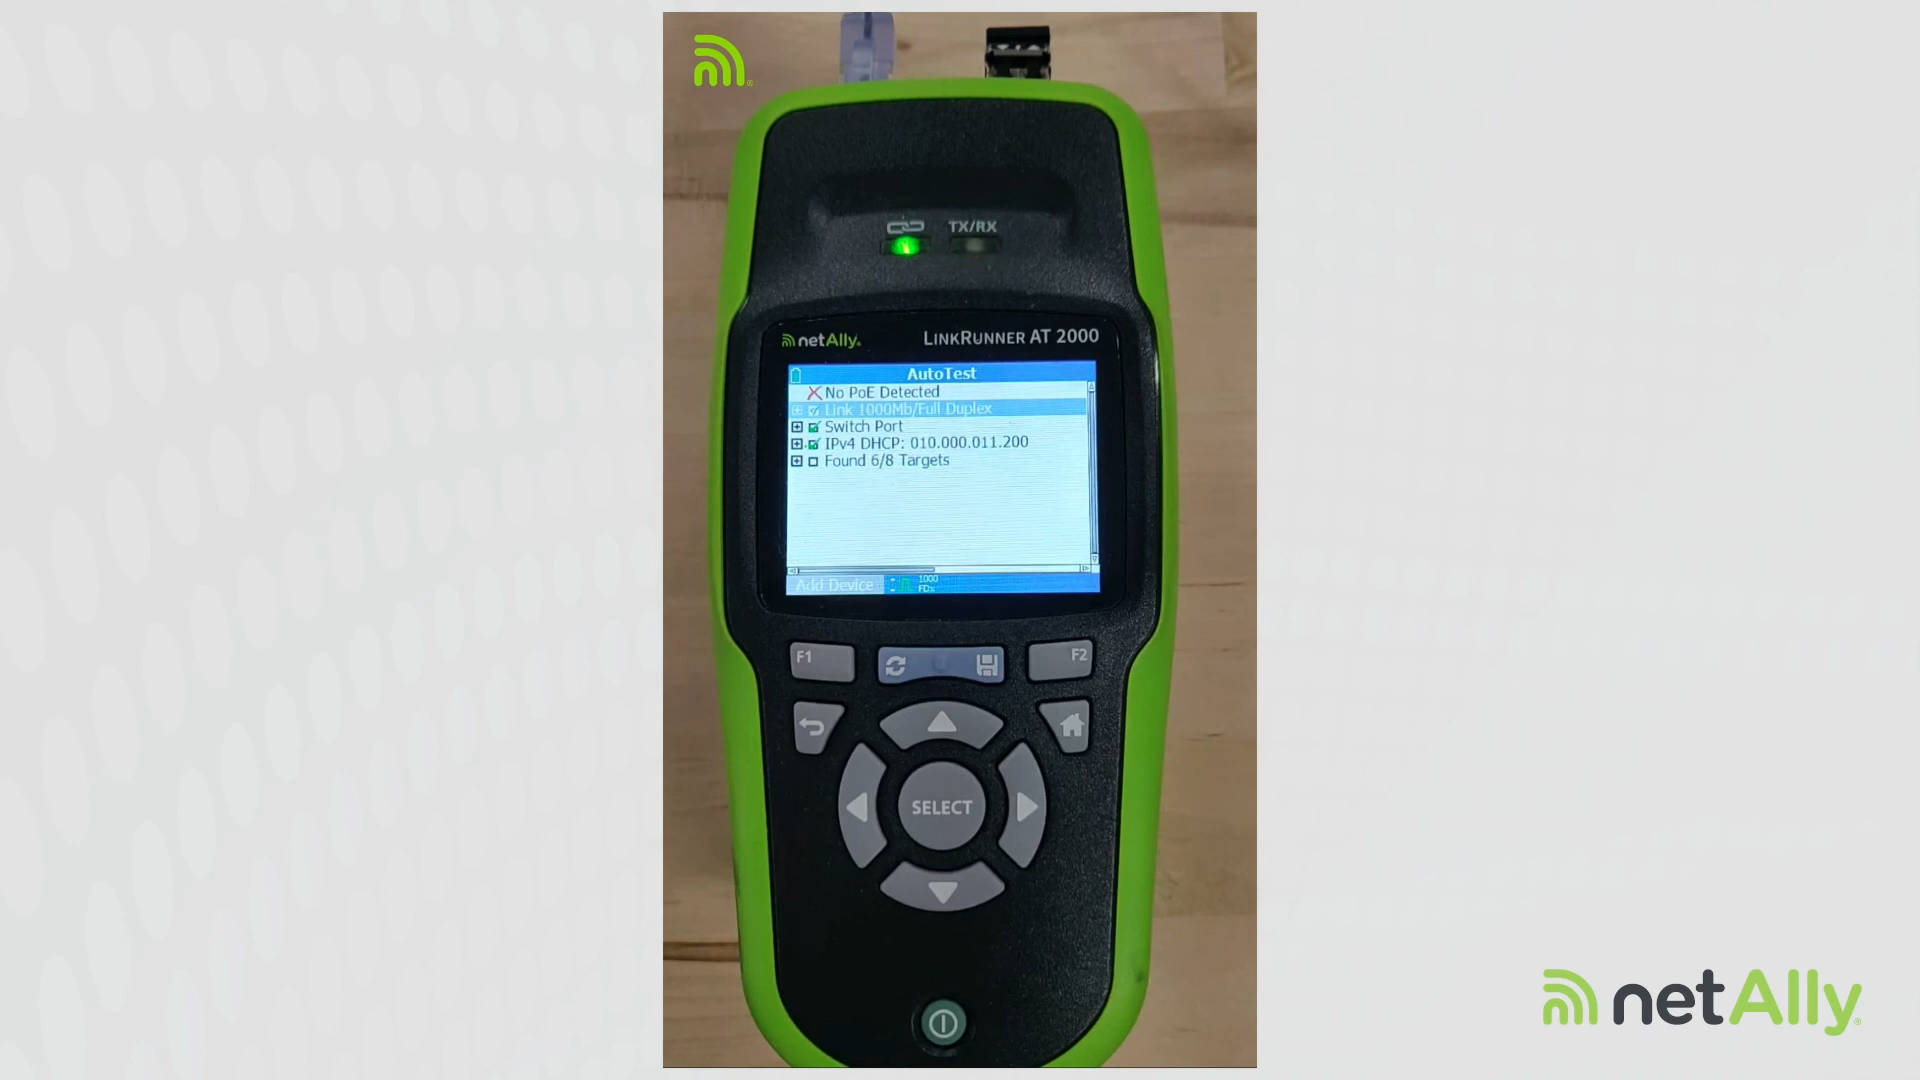 TX/RX
netAlly
LINKRUNNER AT 2000
AutoTest
No PoE Detected
Link 1000Mb/Full Duplex
Switch Port
IPv4 DHCP: 010.000.011.200
Found 6/8 Targets
Add Device
1000
FDx
F1
F2
SELECT
netAlly